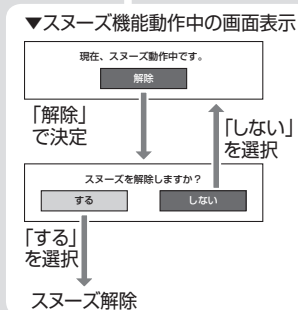 ▼スヌーズ機能動作中の画面表示
現在、スヌーズ動作中です。
解除
「解除」
で決定
「しない」
を選択
スヌーズを解除しますか？
する
しない
「する」
を選択
スヌーズ解除